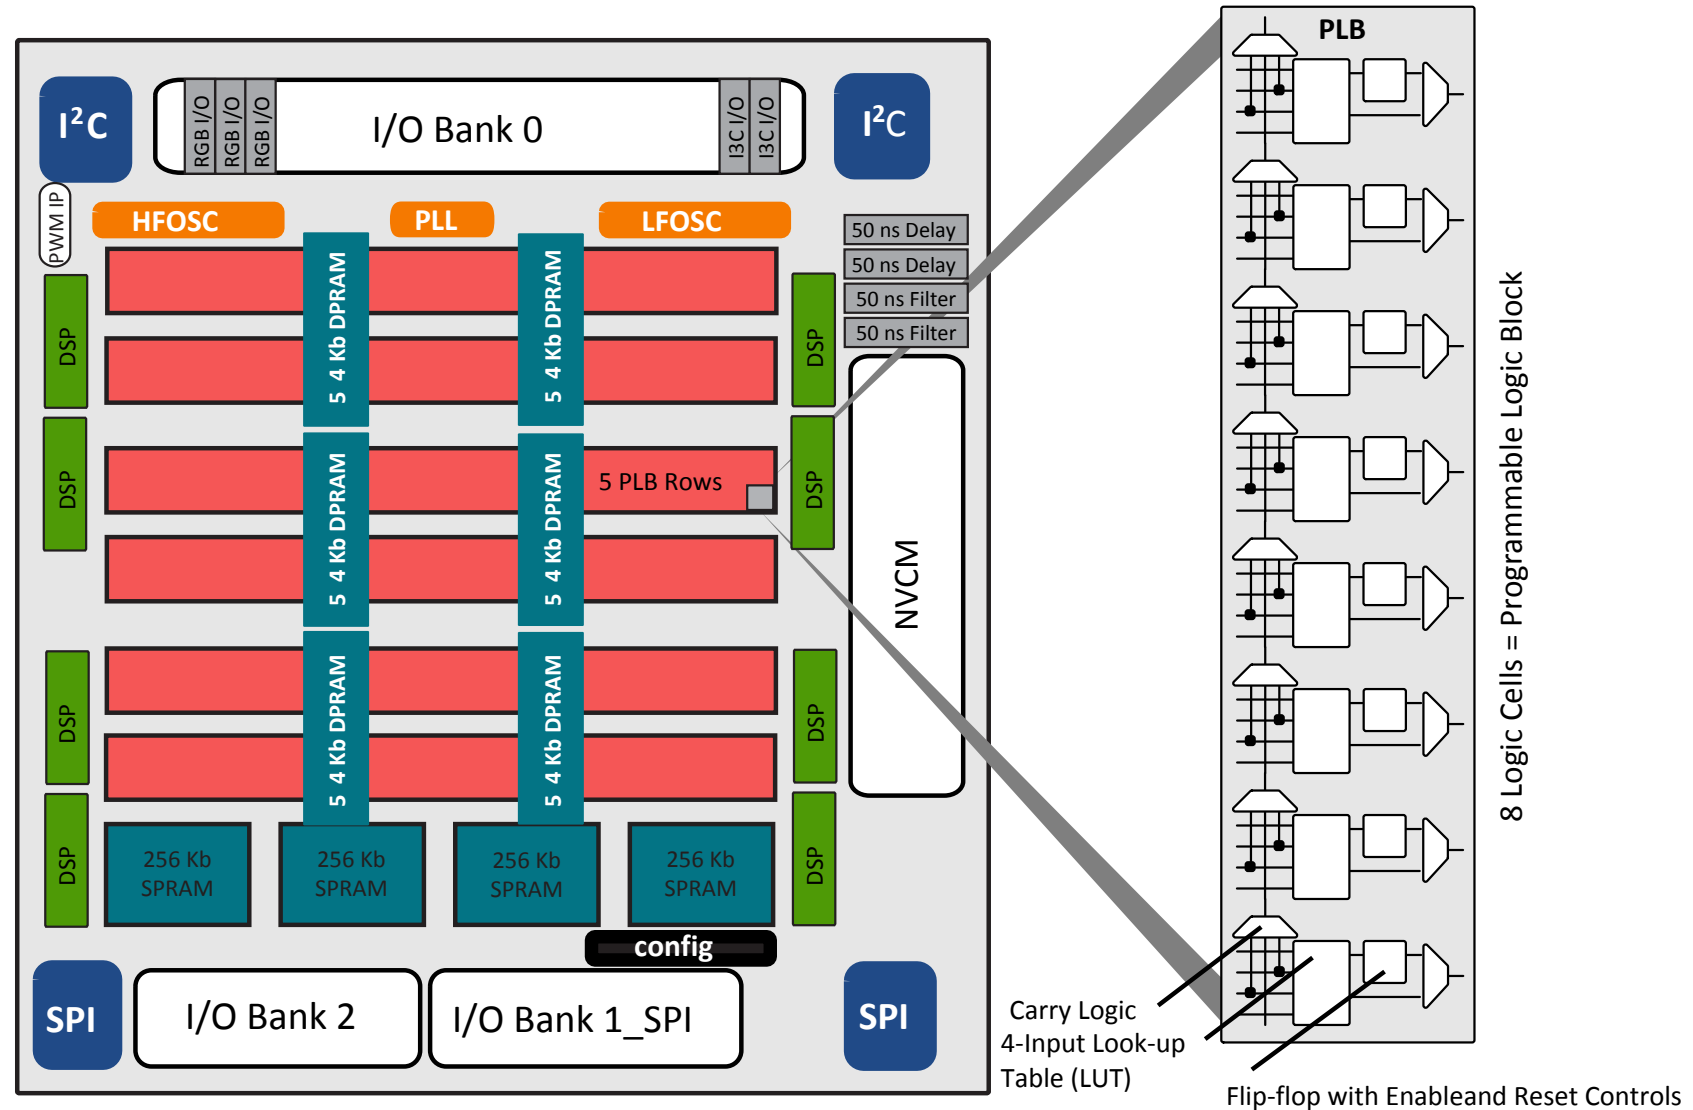 I²C
RGB I/O
RGB I/O
RGB I/O
I/O Bank 0
I3C I/O
I3C I/O
I²C
PWM IP
HFOSC
PLL
LFOSC
50 ns Delay
50 ns Delay
50 ns Filter
50 ns Filter
DSP
DSP
DSP
DSP
5 4 Kb DPRAM
5 4 Kb DPRAM
DSP
DSP
DSP
DSP
5 4 Kb DPRAM
5 4 Kb DPRAM
5 PLB Rows
5 4 Kb DPRAM
5 4 Kb DPRAM
NVCM
256 Kb
SPRAM
256 Kb
SPRAM
256 Kb
SPRAM
256 Kb
SPRAM
config
SPI
I/O Bank 2
I/O Bank 1_SPI
SPI
PLB
8 Logic Cells = Programmable Logic Block
Carry Logic
4-Input Look-up
Table (LUT)
Flip-flop with Enableand Reset Controls